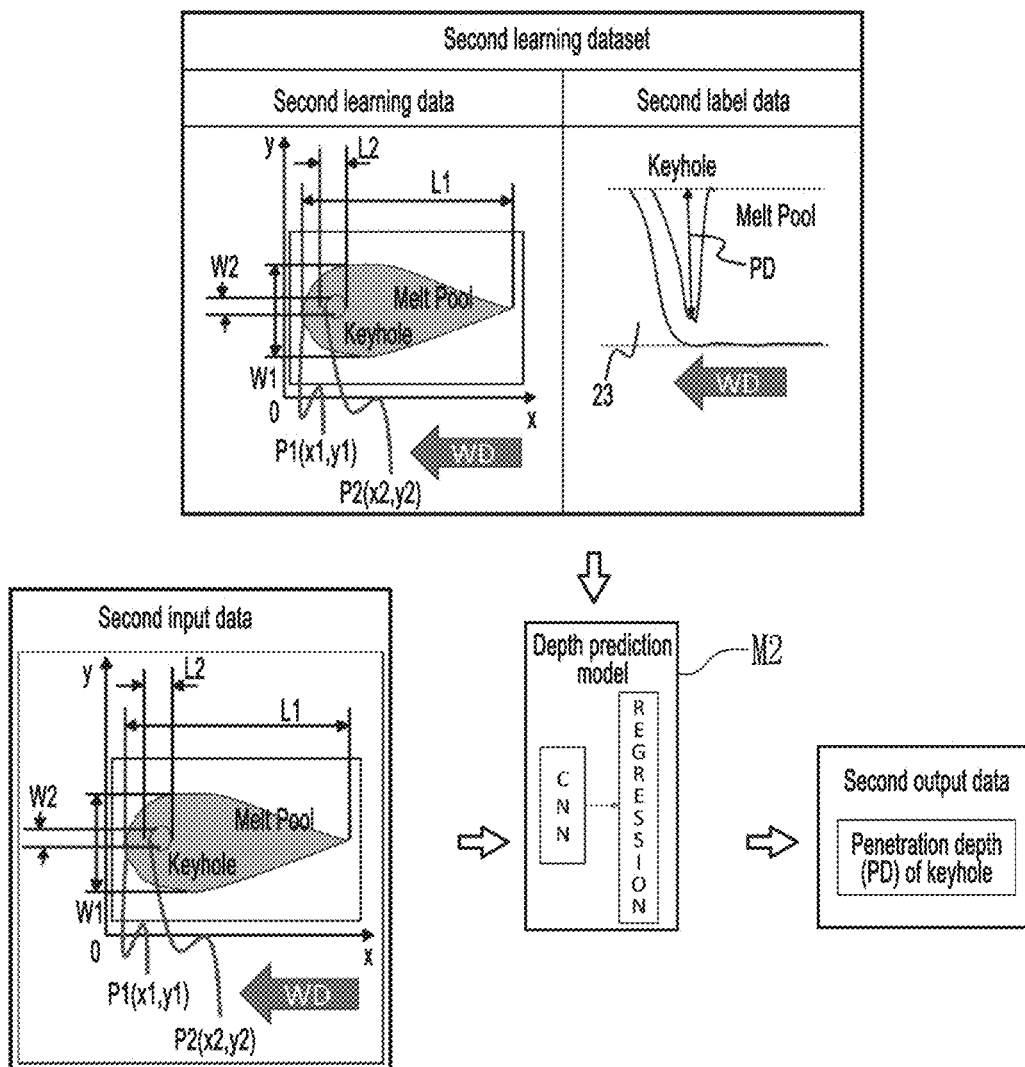 Second learning dataset
Second learning data
Second label data
y
L2
L1
W2
Melt Pool
Keyhole
W1
0
x
P1(x1,y1)
WD
P2(x2,y2)
Keyhole
Melt Pool
PD
23
WD
Second input data
y
L2
L1
W2
Melt Pool
Keyhole
W1
0
x
P1(x1,y1)
WD
P2(x2,y2)
Depth prediction
model
M2
CNN
REGRESSION
Second output data
Penetration depth
(PD) of keyhole